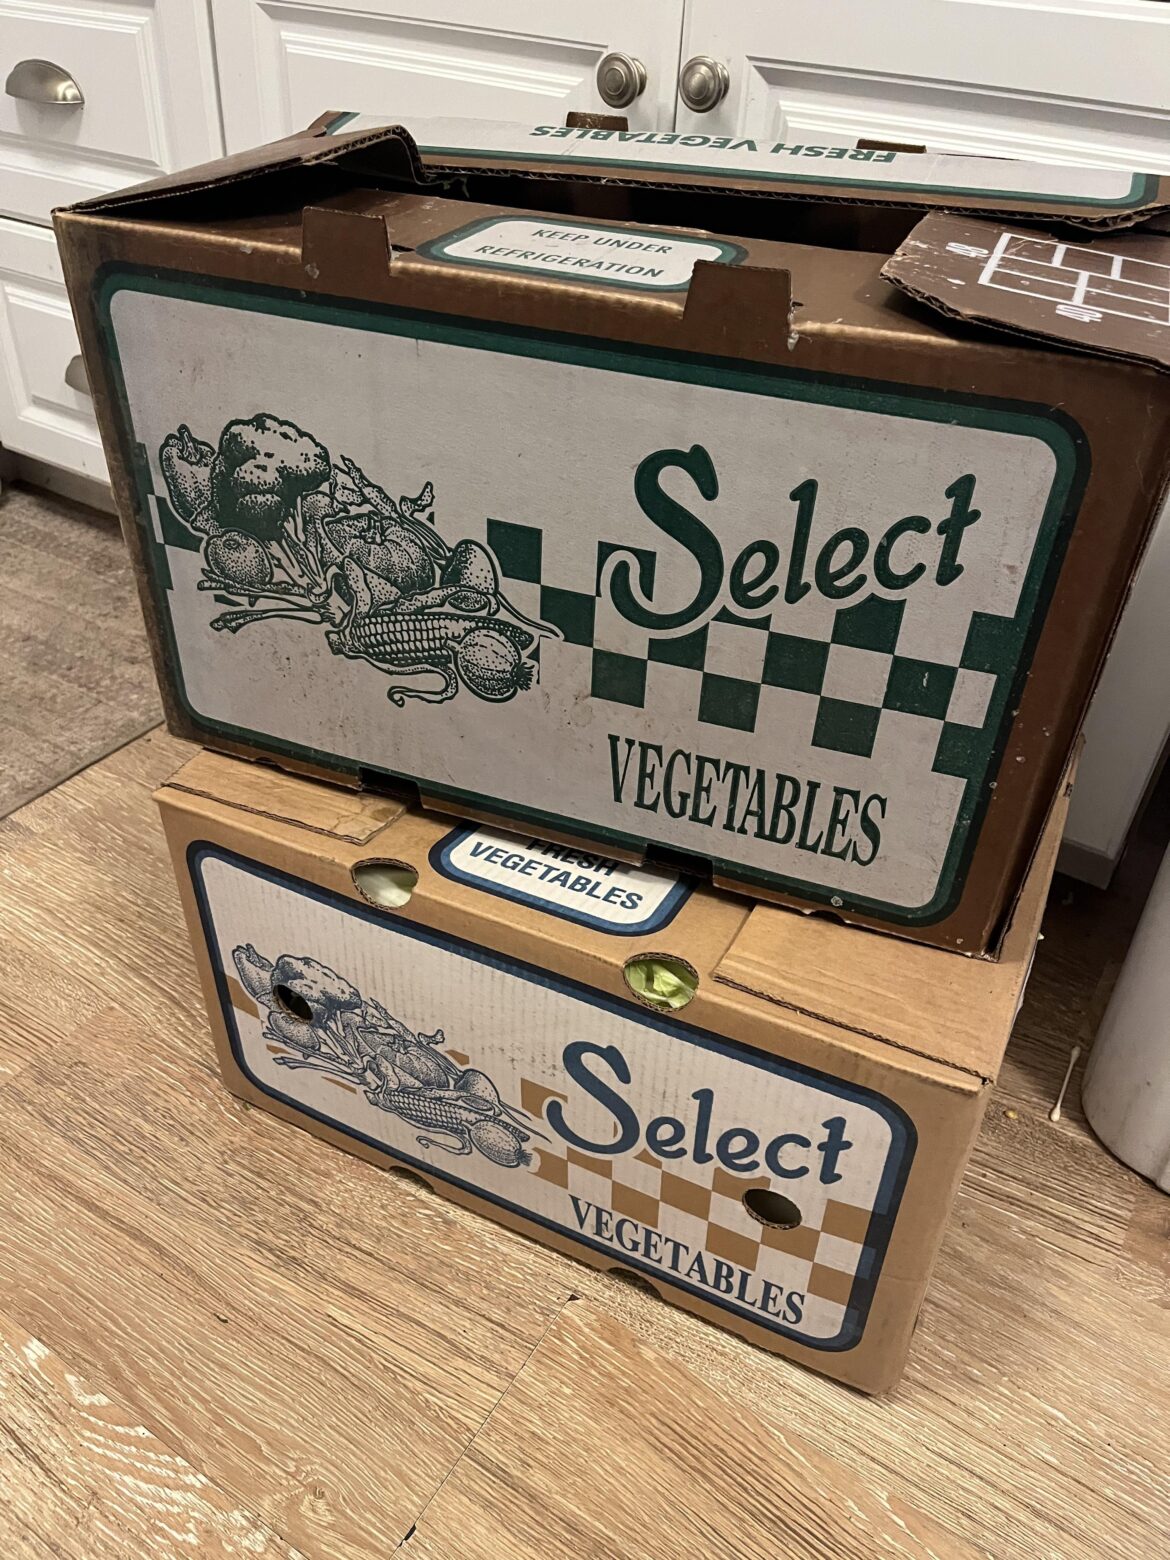 FRESH VEGETABLES
KEEP UNDER
REFRIGERATION
Select
VEGETABLES
FRESH
VEGETABLES
Select
VEGETABLES